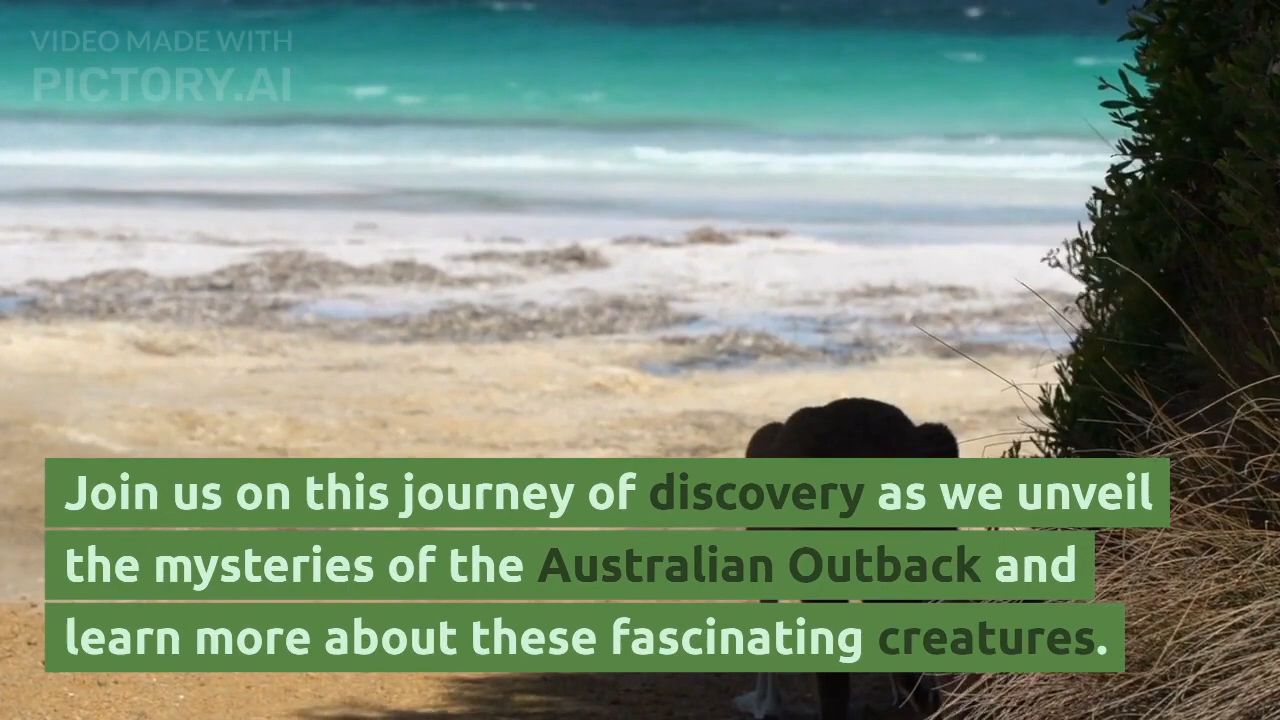 VIDEO MADE WITH
PICTORY.AI
Join us on this journey of discovery as we unveil
the mysteries of the Australian Outback and
learn more about these fascinating creatures.